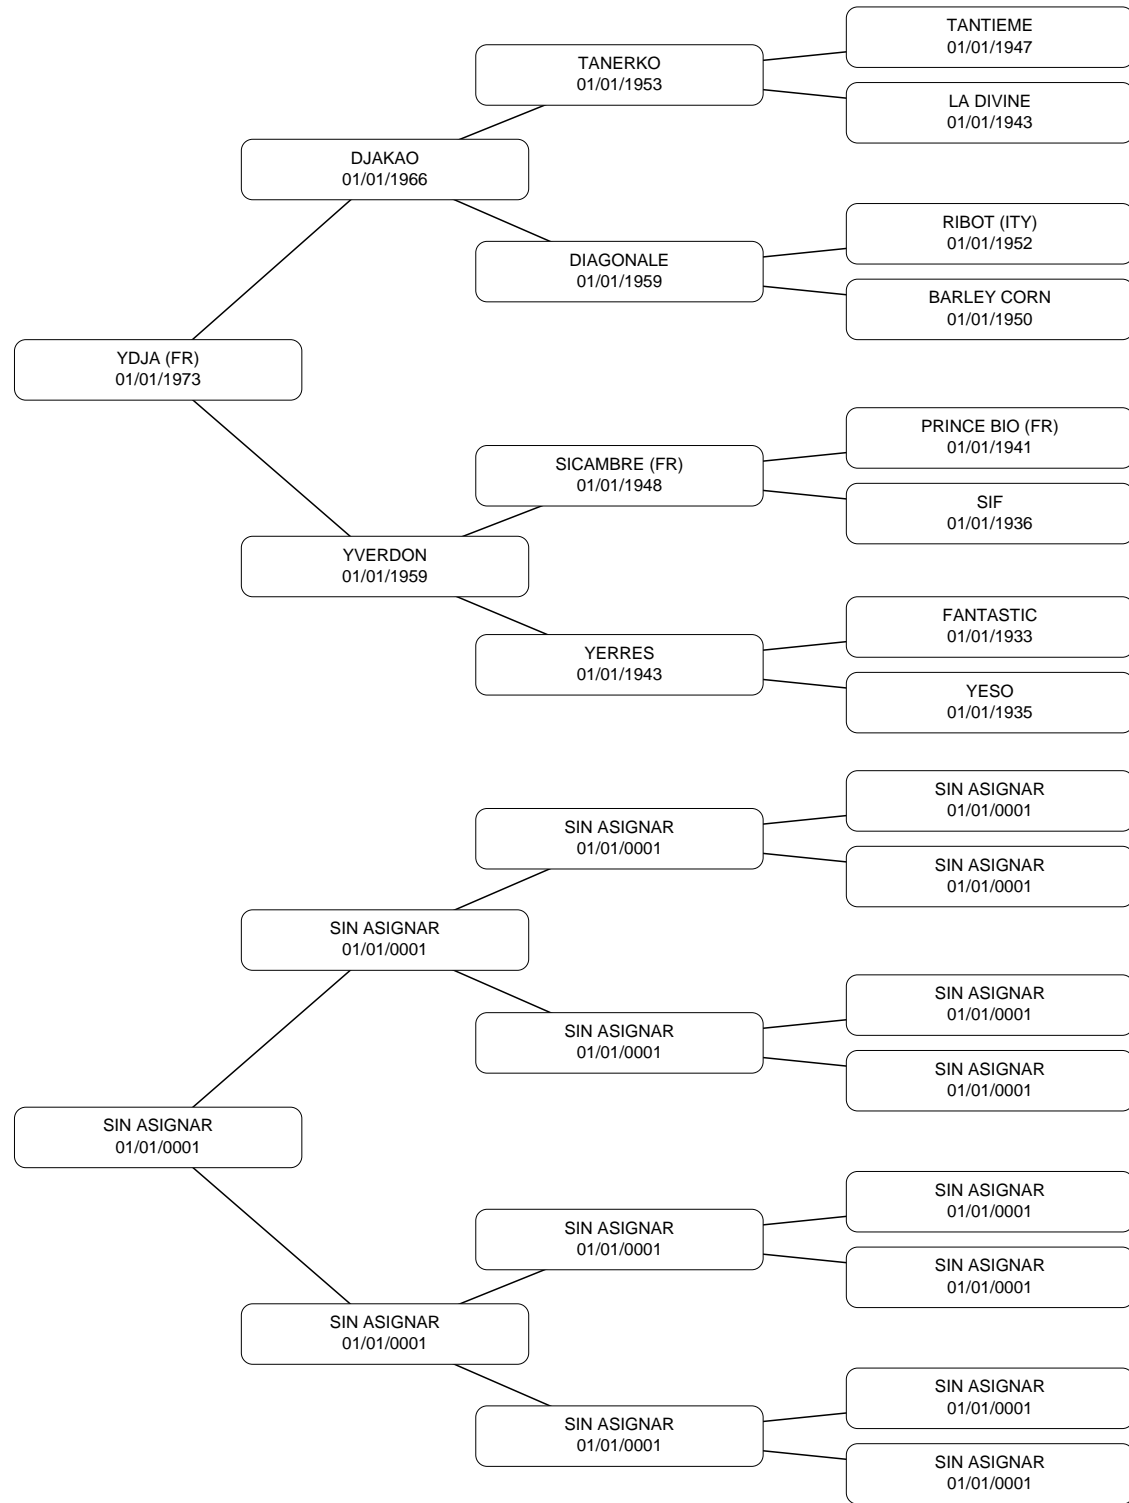 TANTIEME
01/01/1947
TANERKO
01/01/1953
LA DIVINE
01/01/1943
DJAKAO
01/01/1966
RIBOT (ITY)
01/01/1952
DIAGONALE
01/01/1959
BARLEY CORN
01/01/1950
YDJA (FR)
01/01/1973
PRINCE BIO (FR)
01/01/1941
SICAMBRE (FR)
01/01/1948
SIF
01/01/1936
YVERDON
01/01/1959
FANTASTIC
01/01/1933
YERRES
01/01/1943
YESO
01/01/1935
SIN ASIGNAR
01/01/0001
SIN ASIGNAR
01/01/0001
SIN ASIGNAR
01/01/0001
SIN ASIGNAR
01/01/0001
SIN ASIGNAR
01/01/0001
SIN ASIGNAR
01/01/0001
SIN ASIGNAR
01/01/0001
SIN ASIGNAR
01/01/0001
SIN ASIGNAR
01/01/0001
SIN ASIGNAR
01/01/0001
SIN ASIGNAR
01/01/0001
SIN ASIGNAR
01/01/0001
SIN ASIGNAR
01/01/0001
SIN ASIGNAR
01/01/0001
SIN ASIGNAR
01/01/0001